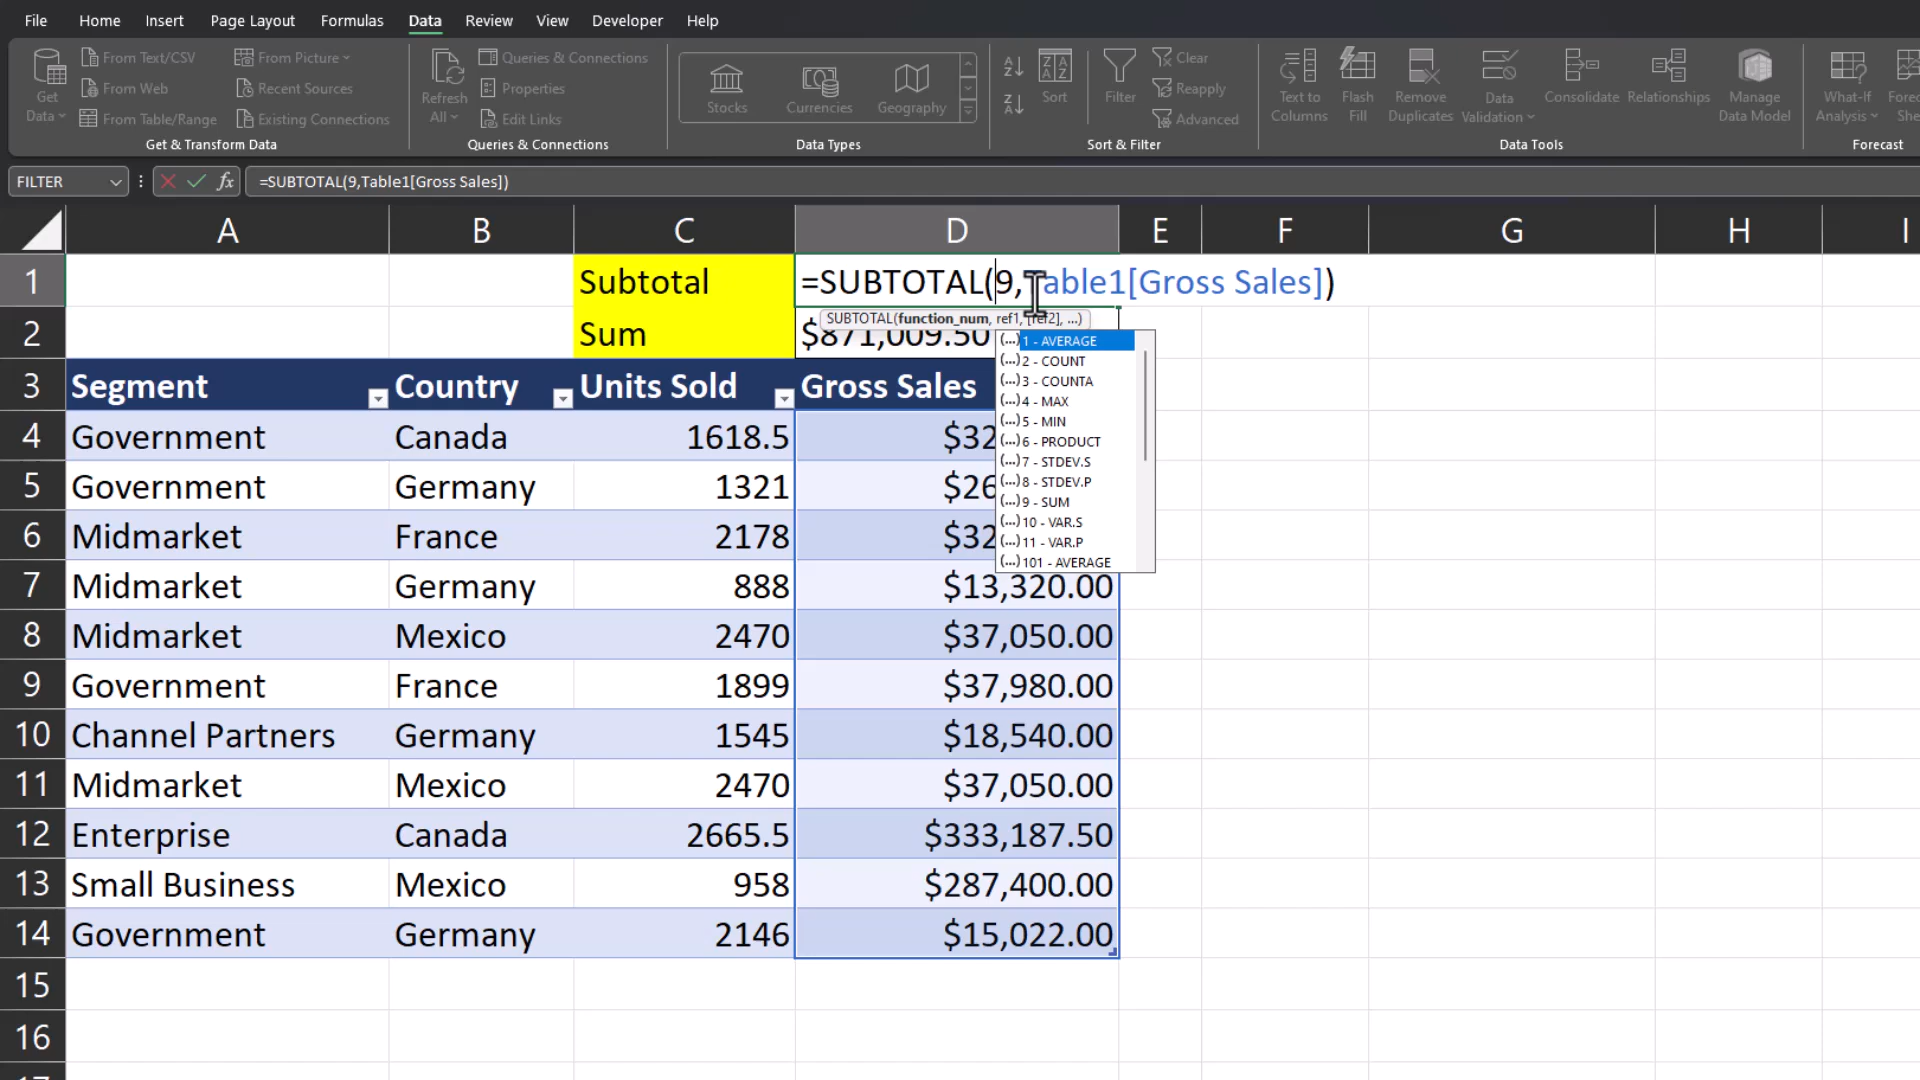 File Home Insert Page Layout Formulas Data Review View Developer Help
Get Data
From Text/CSV
From Web
From Table/Range
From Picture
Recent Sources
Existing Connections
Get & Transform Data
Refresh All
Queries & Connections
Properties
Edit Links
Queries & Connections
Stocks Currencies Geography
Data Types
Sort
Filter
Clear
Reapply
Advanced
Sort & Filter
Text to Columns
Flash Fill
Remove Duplicates
Data Validation
Consolidate
Relationships
Manage Data Model
Data Tools
What-If Analysis
Forecast
FILTER
fx
=SUBTOTAL(9,Table1[Gross Sales])
A B C D E F G H I
1 Subtotal =SUBTOTAL(9, Table1[Gross Sales])
SUBTOTAL(function_num, ref1, [ref2], ...)
2 Sum $871,009.50
3 Segment Country Units Sold Gross Sales
4 Government Canada 1618.5 $32
5 Government Germany 1321 $26
6 Midmarket France 2178 $32
7 Midmarket Germany 888 $13,320.00
8 Midmarket Mexico 2470 $37,050.00
9 Government France 1899 $37,980.00
10 Channel Partners Germany 1545 $18,540.00
11 Midmarket Mexico 2470 $37,050.00
12 Enterprise Canada 2665.5 $333,187.50
13 Small Business Mexico 958 $287,400.00
14 Government Germany 2146 $15,022.00
15
16
(...) 1 - AVERAGE
(...) 2 - COUNT
(...) 3 - COUNTA
(...) 4 - MAX
(...) 5 - MIN
(...) 6 - PRODUCT
(...) 7 - STDEV.S
(...) 8 - STDEV.P
(...) 9 - SUM
(...) 10 - VAR.S
(...) 11 - VAR.P
(...) 101 - AVERAGE